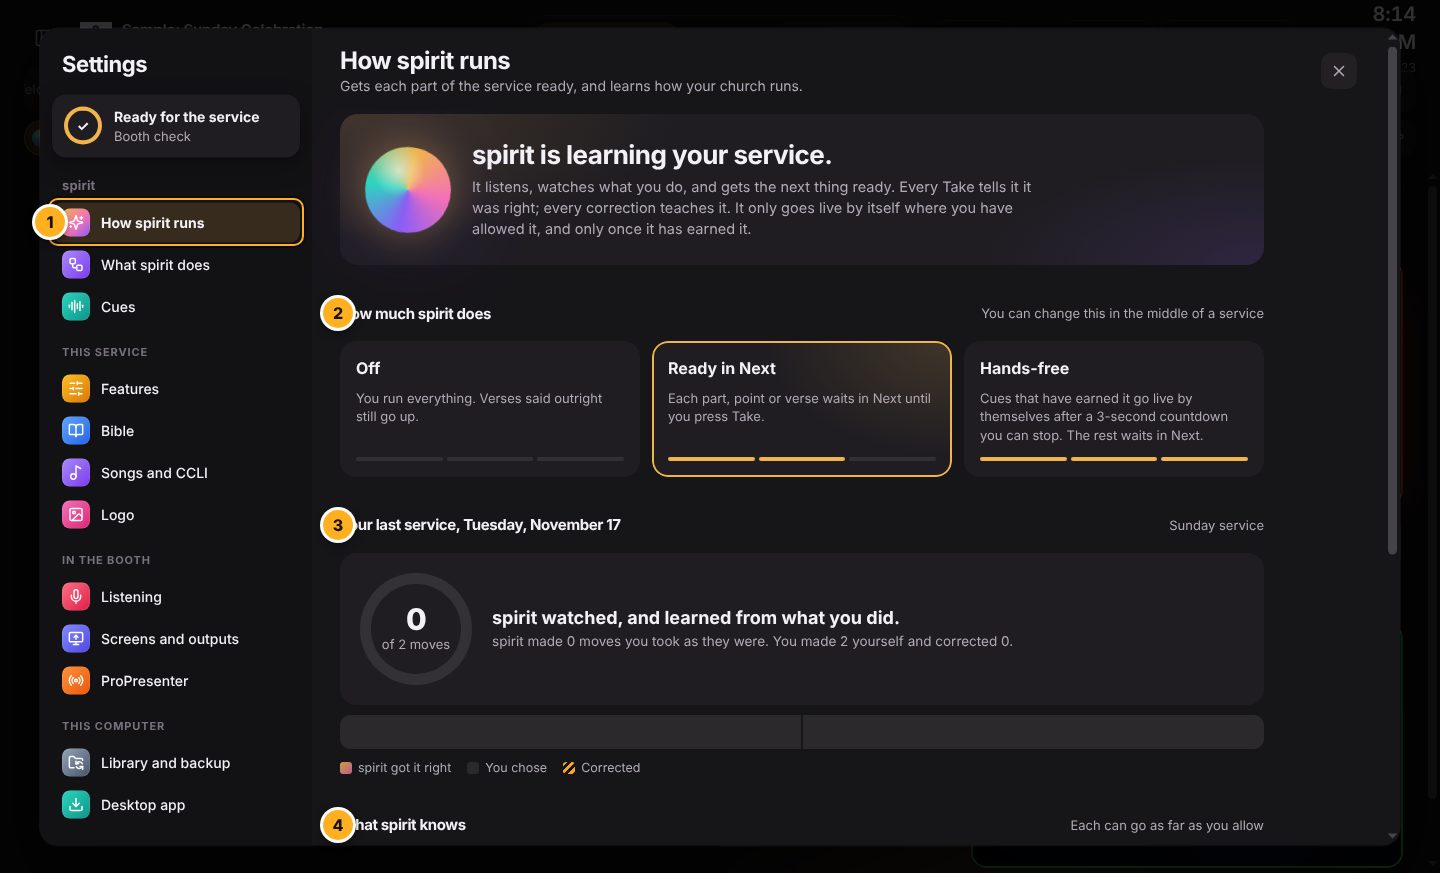 8:14
Settings
Ready for the service
Booth check
spirit
1
How spirit runs
What spirit does
Cues
THIS SERVICE
Features
Bible
Songs and CCLI
Logo
IN THE BOOTH
Listening
Screens and outputs
ProPresenter
THIS COMPUTER
Library and backup
Desktop app
How spirit runs
Gets each part of the service ready, and learns how your church runs.
spirit is learning your service.
It listens, watches what you do, and gets the next thing ready. Every Take tells it it
was right; every correction teaches it. It only goes live by itself where you have
allowed it, and only once it has earned it.
2
ow much spirit does
You can change this in the middle of a service
Off
You run everything. Verses said outright
still go up.
Ready in Next
Each part, point or verse waits in Next until
you press Take.
Hands-free
Cues that have earned it go live by
themselves after a 3-second countdown
you can stop. The rest waits in Next.
3
our last service, Tuesday, November 17
Sunday service
0
of 2 moves
spirit watched, and learned from what you did.
spirit made 0 moves you took as they were. You made 2 yourself and corrected 0.
spirit got it right
You chose
Corrected
4
hat spirit knows
Each can go as far as you allow